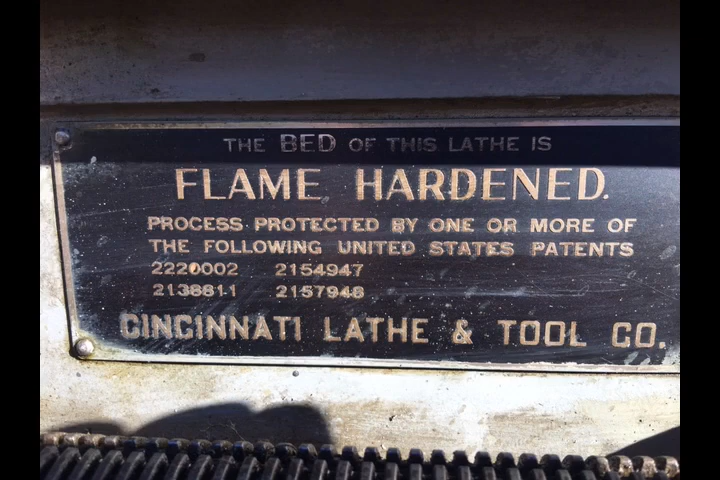 THE BED OF THIS LATHE IS
FLAME HARDENED.
PROCESS PROTECTED BY ONE OR MORE OF
THE FOLLOWING UNITED STATES PATENTS
2220002 2154947
2138811 2157948
CINCINNATI LATHE & TOOL CO.